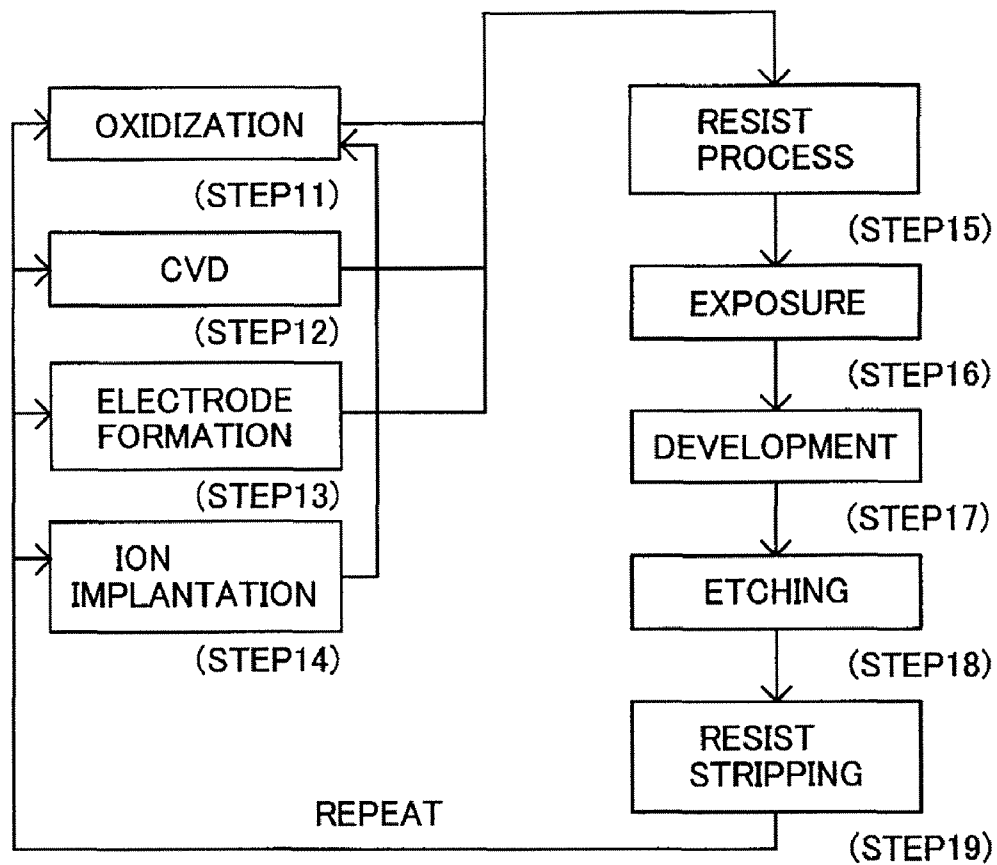 OXIDIZATION
(STEP11)
CVD
(STEP12)
ELECTRODE
FORMATION
(STEP13)
ION
IMPLANTATION
(STEP14)
RESIST
PROCESS
(STEP15)
EXPOSURE
(STEP16)
DEVELOPMENT
(STEP17)
ETCHING
(STEP18)
RESIST
STRIPPING
(STEP19)
REPEAT